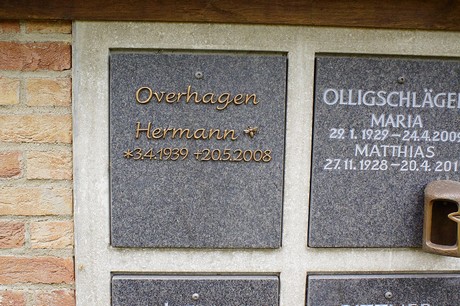 Overhagen
Hermann
*3.4.1939 +20.5.2008
OLLIGSCHLÄGER
MARIA
29.1.1929 - 24.4.2009
MATTHIAS
27.11.1928 - 20.4.201